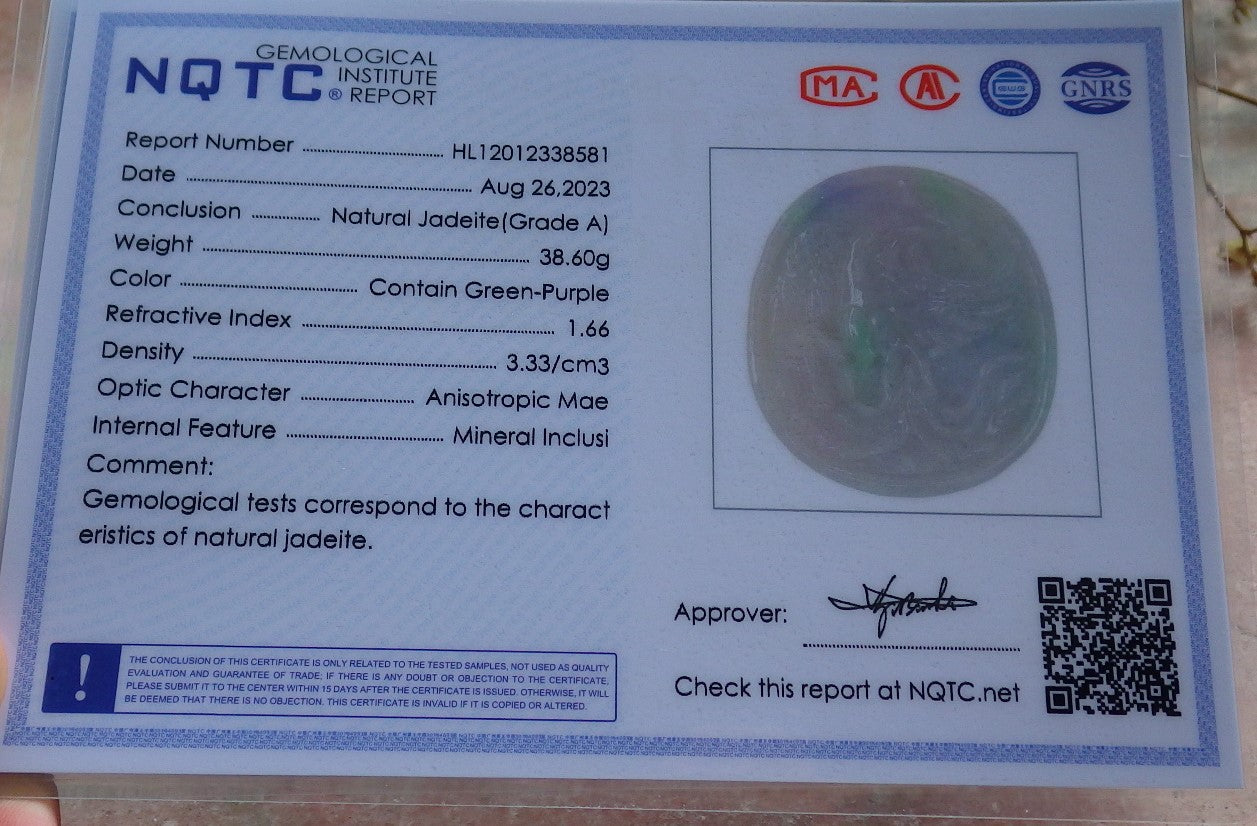 NQTC ® GEMOLOGICAL
INSTITUTE
REPORT
MA
AL
GNRS
Report Number HL12012338581
Date Aug 26,2023
Conclusion Natural Jadeite(Grade A)
Weight 38.60g
Color Contain Green-Purple
Refractive Index 1.66
Density 3.33/cm3
Optic Character Anisotropic Mae
Internal Feature Mineral Inclusi
Comment:
Gemological tests correspond to the charact
eristics of natural jadeite.
! THE CONCLUSION OF THIS CERTIFICATE IS ONLY RELATED TO THE TESTED SAMPLES, NOT USED AS QUALITY
EVALUATION AND GUARANTEE OF TRADE; IF THERE IS ANY DOUBT OR OBJECTION TO THE CERTIFICATE,
PLEASE SUBMIT IT TO THE CENTER WITHIN 15 DAYS AFTER THE CERTIFICATE IS ISSUED. OTHERWISE, IT WILL
BE DEEMED THAT THERE IS NO OBJECTION. THIS CERTIFICATE IS INVALID IF IT IS COPIED OR ALTERED.
Approver:
Check this report at NQTC.net